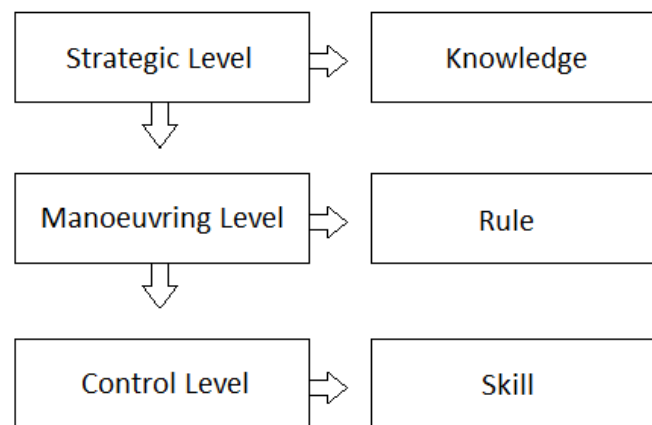 Strategic Level
Knowledge
Manoeuvring Level
Rule
Control Level
Skill